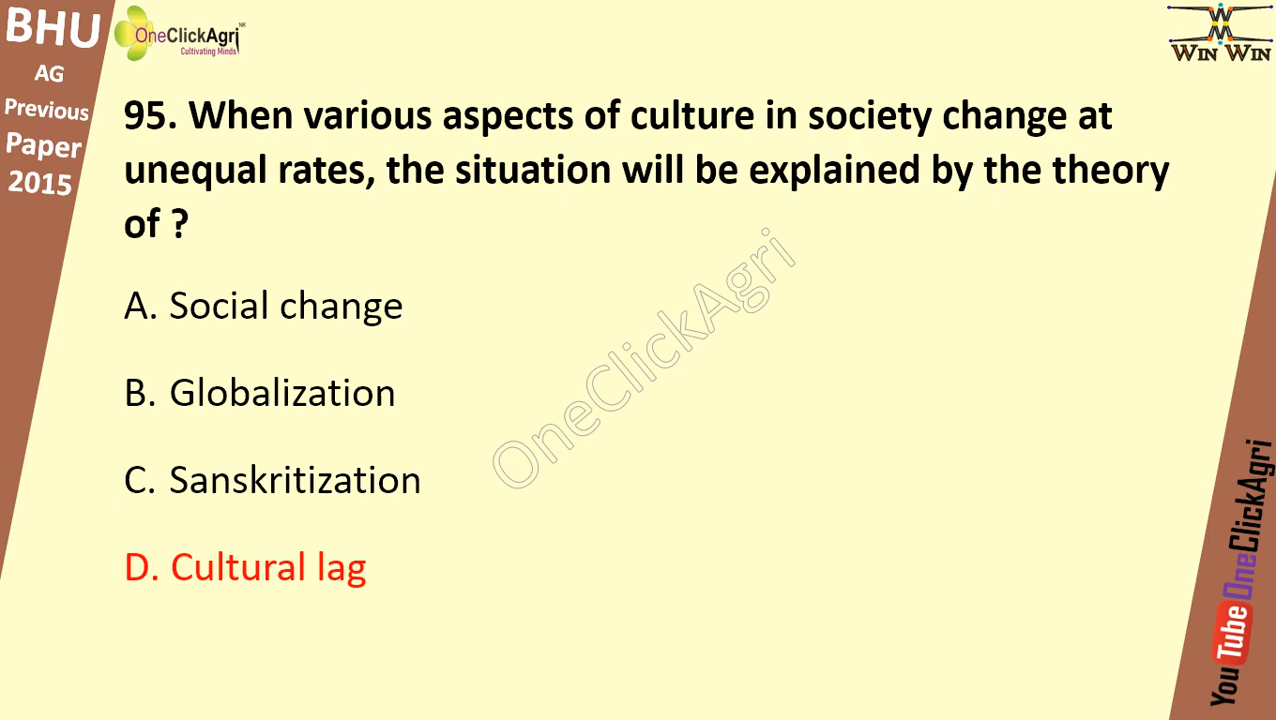 BHU
AG
Previous
Paper
2015
OneClickAgri NK
Cultivating Minds
WIN WIN
95. When various aspects of culture in society change at
unequal rates, the situation will be explained by the theory
of ?
A. Social change
B. Globalization
C. Sanskritization
D. Cultural lag
OneClickAgri
YouTube OneClickAgri